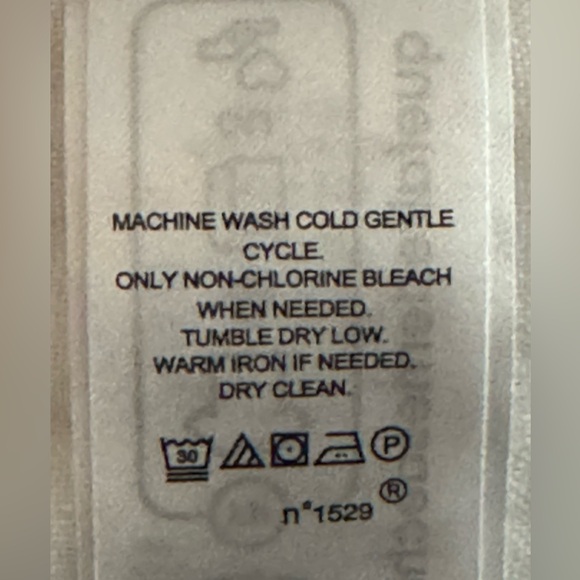 MACHINE WASH COLD GENTLE
CYCLE.
ONLY NON-CHLORINE BLEACH
WHEN NEEDED.
TUMBLE DRY LOW.
WARM IRON IF NEEDED.
DRY CLEAN.
30 P
®
n°1529